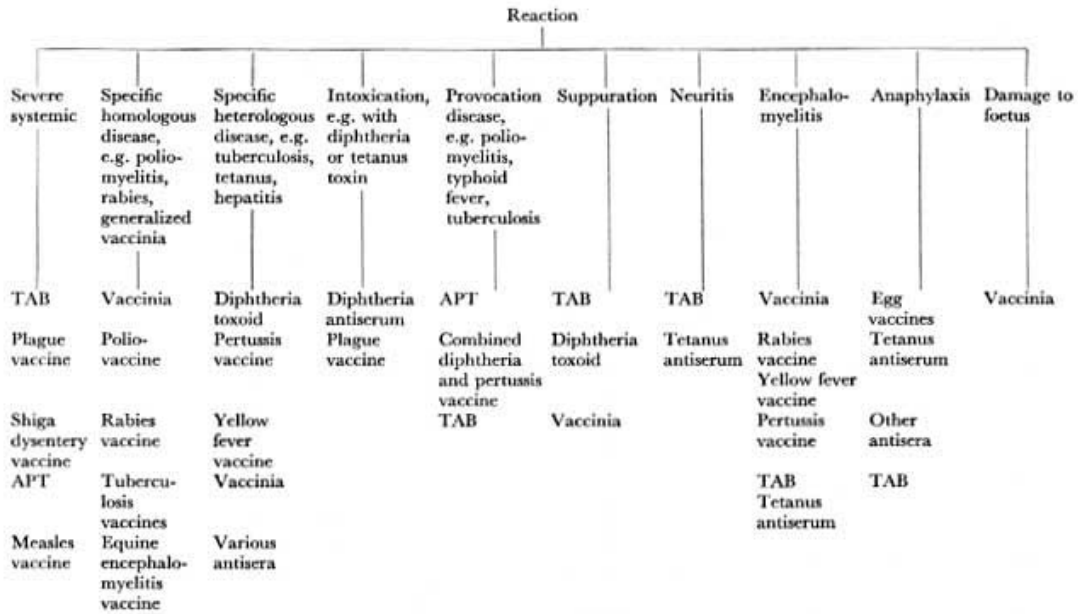 Reaction
Severe
systemic
Specific
homologous
disease,
e.g. polio-
myelitis,
rabies,
generalized
vaccinia
Specific
heterologous
disease, e.g.
tuberculosis,
tetanus,
hepatitis
Intoxication,
e.g. with
diphtheria
or tetanus
toxin
Provocation
disease,
e.g. polio-
myelitis,
typhoid
fever,
tuberculosis
Suppuration
Neuritis
Encephalo-
myelitis
Anaphylaxis
Damage to
foetus
TAB
Plague
vaccine
Shiga
dysentery
vaccine
APT
Measles
vaccine
Vaccinia
Polio-
vaccine
Rabies
vaccine
Tubercu-
losis
vaccines
Equine
encephalo-
myelitis
vaccine
Diphtheria
toxoid
Pertussis
vaccine
Yellow
fever
vaccine
Vaccinia
Various
antisera
Diphtheria
antiserum
Plague
vaccine
APT
Combined
diphtheria
and pertussis
vaccine
TAB
TAB
Diphtheria
toxoid
Vaccinia
TAB
Tetanus
antiserum
Vaccinia
Rabies
vaccine
Yellow fever
vaccine
Pertussis
vaccine
TAB
Tetanus
antiserum
Egg
vaccines
Tetanus
antiserum
Other
antisera
TAB
Vaccinia